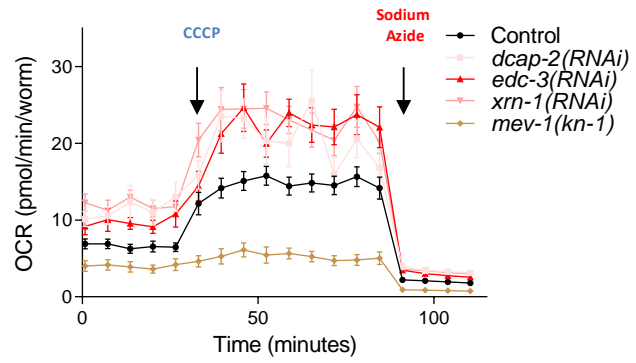 CCCP
Sodium
Azide
Control
dcap-2(RNAi)
edc-3(RNAi)
xrn-1(RNAi)
mev-1(kn-1)
OCR (pmol/min/worm)
30
20
10
0
0
50
100
Time (minutes)